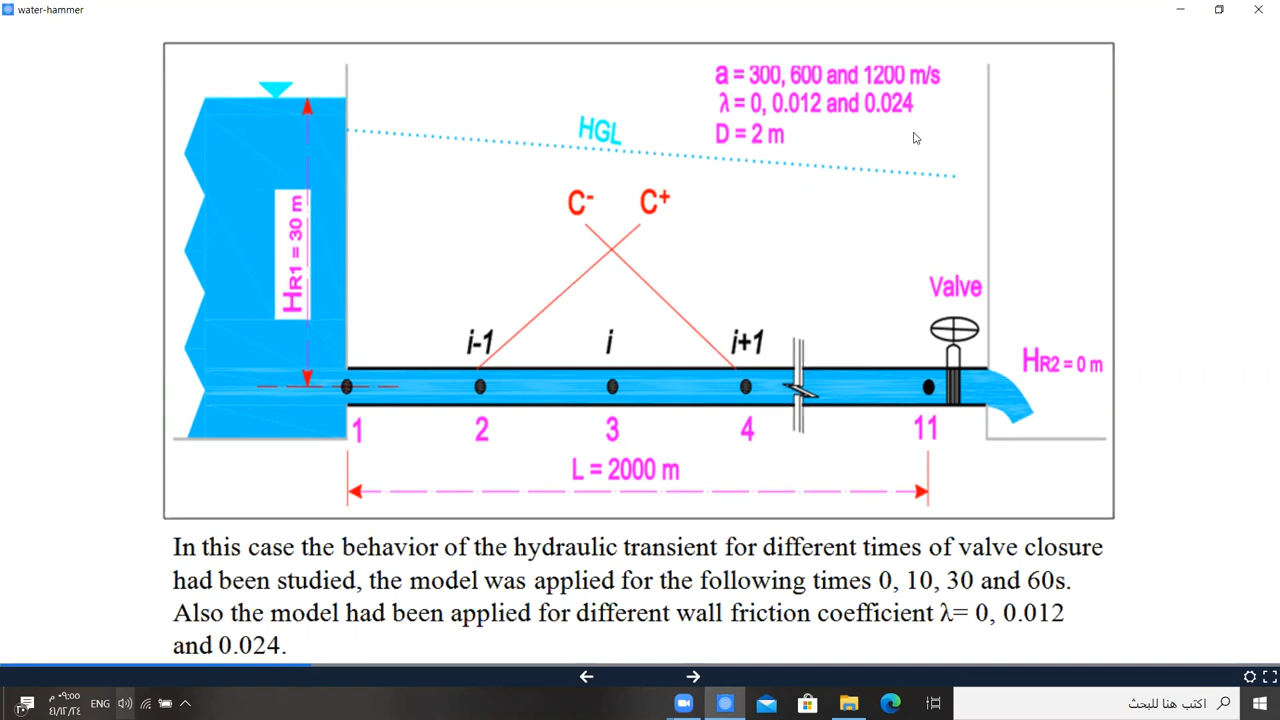 water-hammer
a = 300, 600 and 1200 m/s
λ = 0, 0.012 and 0.024
D = 2 m
HGL
HR1 = 30 m
C- C+
Valve
i-1 i i+1
HR2 = 0 m
1 2 3 4 11
L = 2000 m
In this case the behavior of the hydraulic transient for different times of valve closure
had been studied, the model was applied for the following times 0, 10, 30 and 60s.
Also the model had been applied for different wall friction coefficient λ= 0, 0.012
and 0.024.
ENG
اكتب هنا للبحث